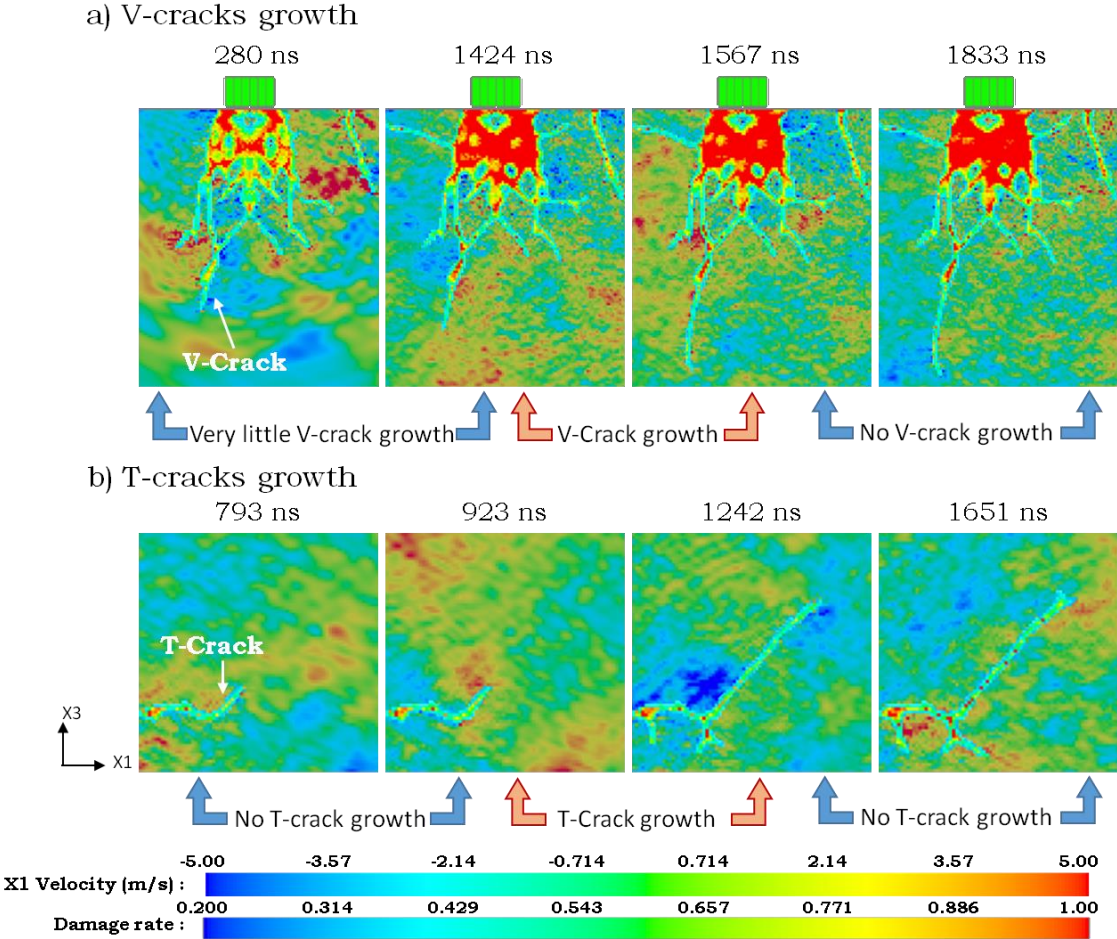 a) V-cracks growth
280 ns 1424 ns 1567 ns 1833 ns
V-Crack
Very little V-crack growth V-Crack growth No V-crack growth
b) T-cracks growth
793 ns 923 ns 1242 ns 1651 ns
T-Crack
X3
X1
No T-crack growth T-Crack growth No T-crack growth
-5.00 -3.57 -2.14 -0.714 0.714 2.14 3.57 5.00
X1 Velocity (m/s) :
0.200 0.314 0.429 0.543 0.657 0.771 0.886 1.00
Damage rate :